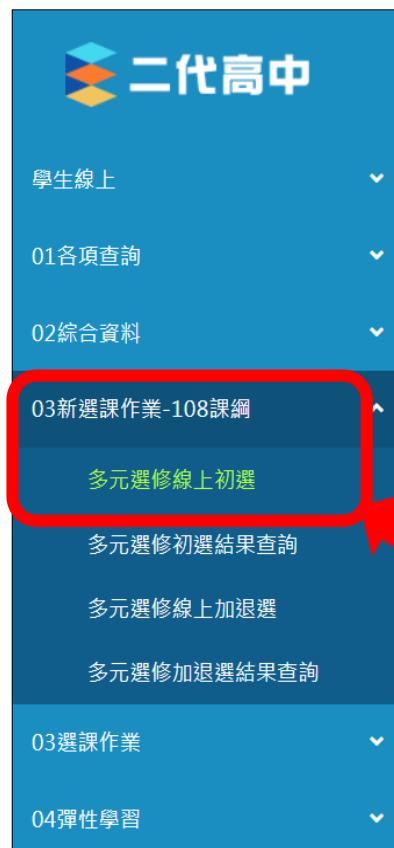 二代高中
學生線上
01各項查詢
02綜合資料
03新選課作業-108課綱
多元選修線上初選
多元選修初選結果查詢
多元選修線上加退選
多元選修加退選結果查詢
03選課作業
04彈性學習